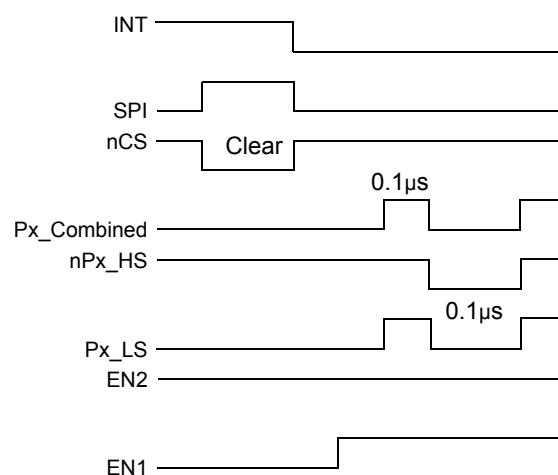 INT
SPI
nCS
Clear
0.1µs
Px_Combined
nPx_HS
0.1µs
Px_LS
EN2
EN1